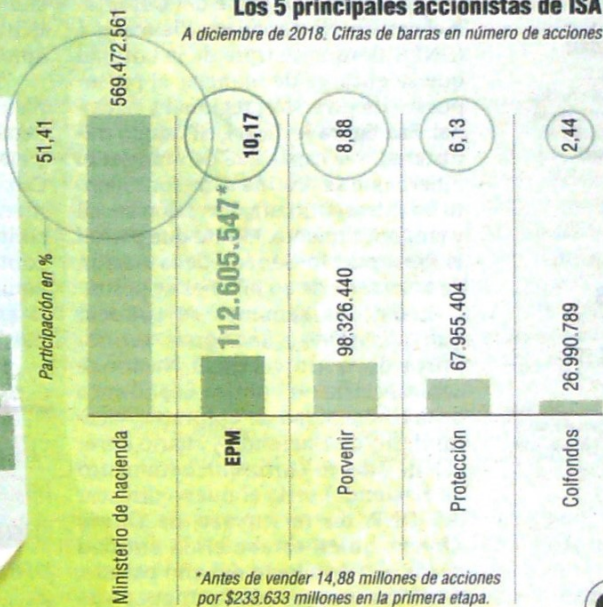 Los 5 principales accionistas de ISA
A diciembre de 2018. Cifras de barras en número de acciones
Participación en %
51,41
569.472.561
Ministerio de hacienda
10,17
112.605.547*
EPM
8,88
98.326.440
Porvenir
6,13
67.955.404
Protección
2,44
26.990.789
Colfondos
*Antes de vender 14,88 millones de acciones
por $233.633 millones en la primera etapa.